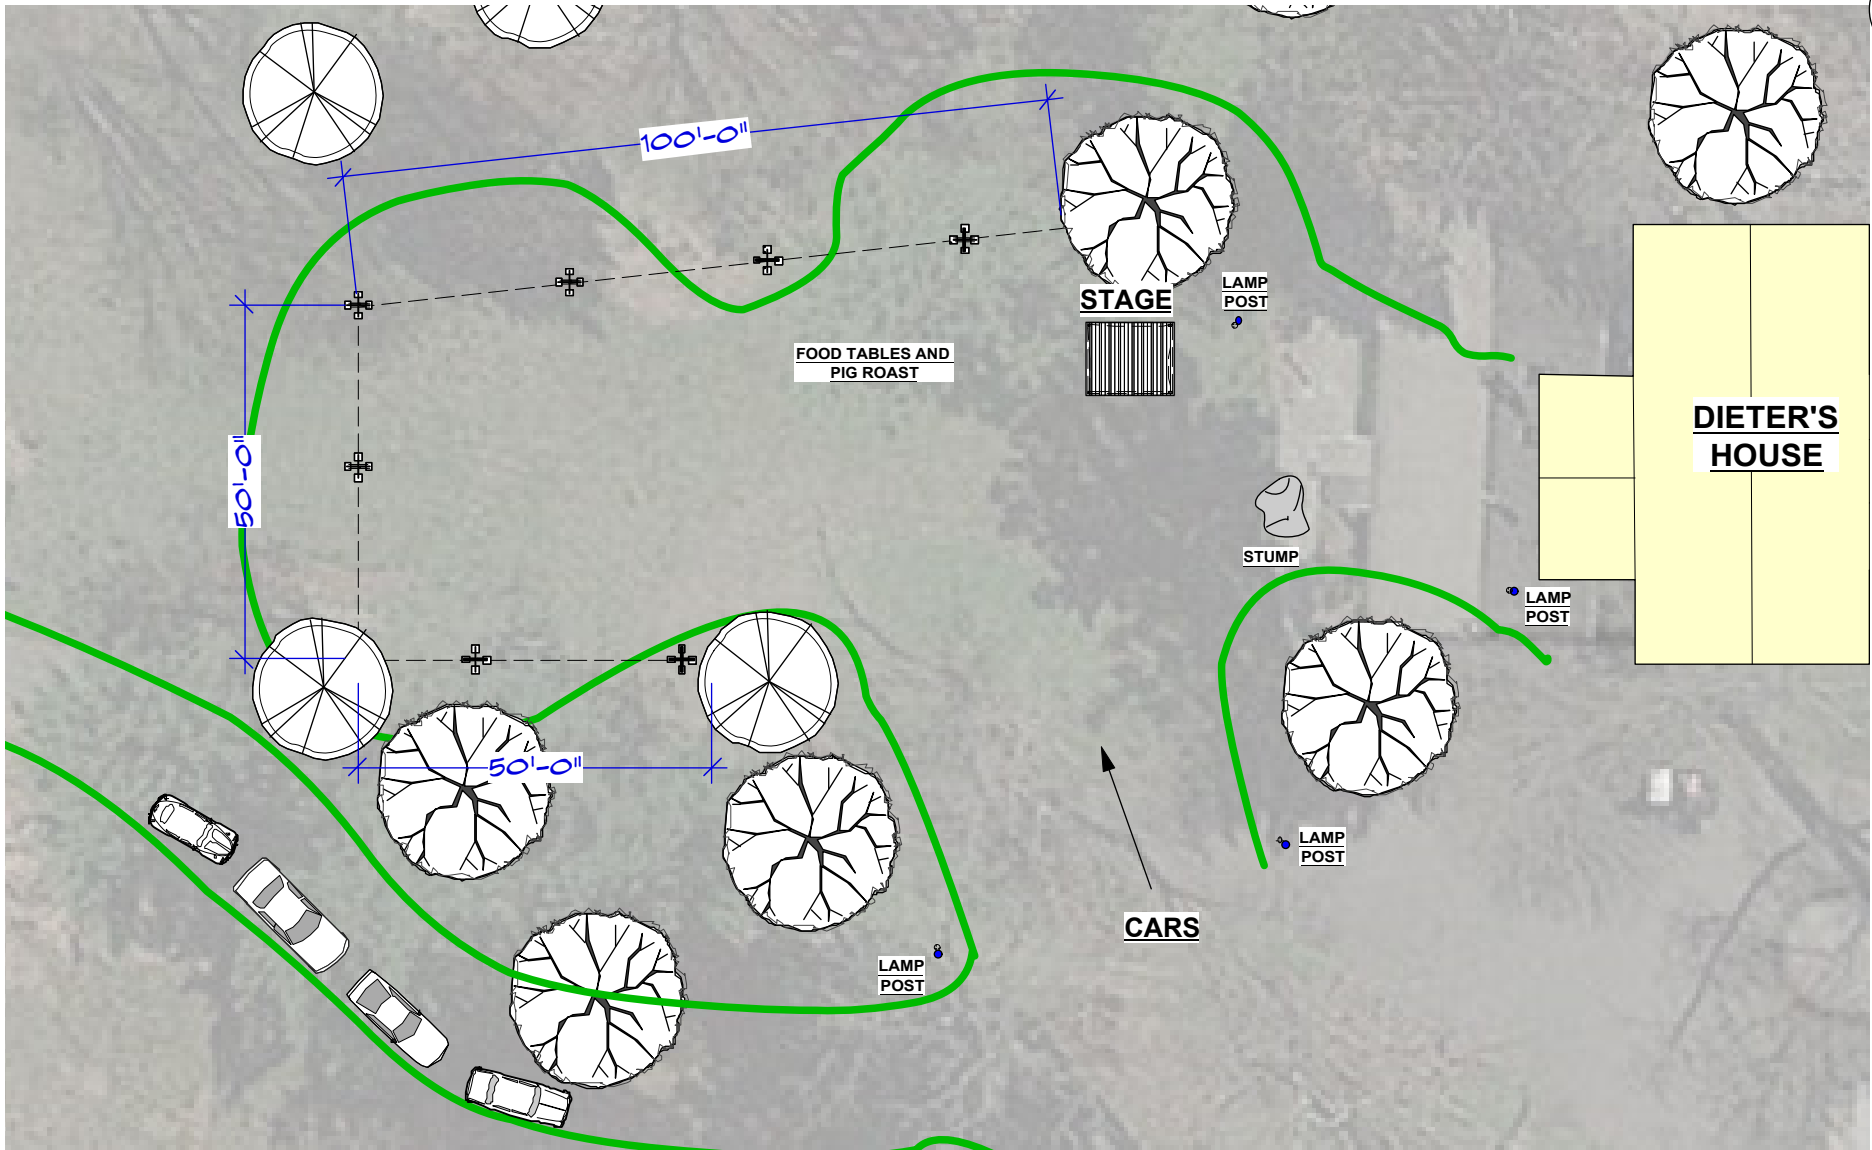 100'-0"
STAGE
LAMP
POST
FOOD TABLES AND
PIG ROAST
DIETER'S
HOUSE
50'-0"
STUMP
LAMP
POST
50'-0"
LAMP
POST
CARS
LAMP
POST